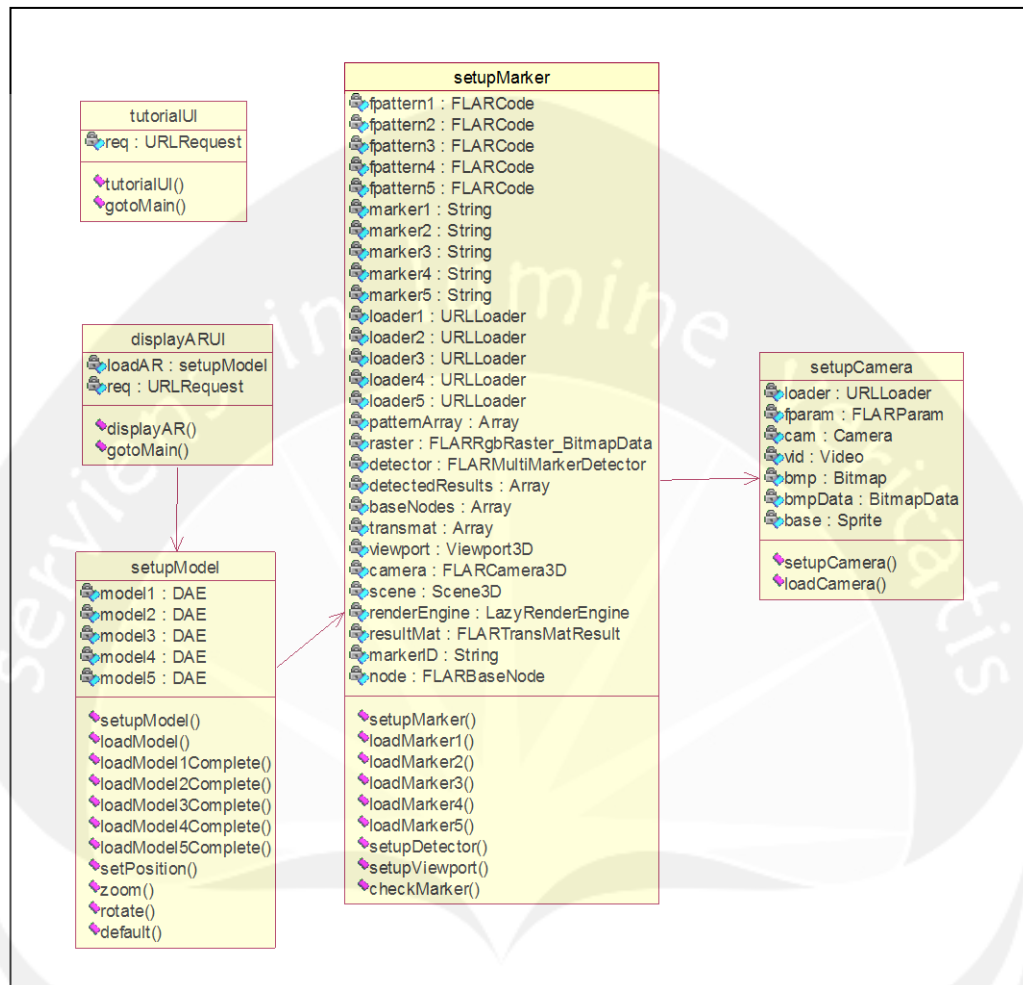 tutorialUI
req : URLRequest
tutorialUI()
gotoMain()
displayARUI
loadAR : setupModel
req : URLRequest
displayAR()
gotoMain()
setupModel
model1 : DAE
model2 : DAE
model3 : DAE
model4 : DAE
model5 : DAE
setupModel()
loadModel()
loadModel1Complete()
loadModel2Complete()
loadModel3Complete()
loadModel4Complete()
loadModel5Complete()
setPosition()
zoom()
rotate()
default()
setupMarker
fpattern1 : FLARCode
fpattern2 : FLARCode
fpattern3 : FLARCode
fpattern4 : FLARCode
fpattern5 : FLARCode
marker1 : String
marker2 : String
marker3 : String
marker4 : String
marker5 : String
loader1 : URLLoader
loader2 : URLLoader
loader3 : URLLoader
loader4 : URLLoader
loader5 : URLLoader
patternArray : Array
raster : FLARRgbRaster_BitmapData
detector : FLARMultiMarkerDetector
detectedResults : Array
baseNodes : Array
transmat : Array
viewport : Viewport3D
camera : FLARCamera3D
scene : Scene3D
renderEngine : LazyRenderEngine
resultMat : FLARTransMatResult
markerID : String
node : FLARBaseNode
setupMarker()
loadMarker1()
loadMarker2()
loadMarker3()
loadMarker4()
loadMarker5()
setupDetector()
setupViewport()
checkMarker()
setupCamera
loader : URLLoader
fparam : FLARParam
cam : Camera
vid : Video
bmp : Bitmap
bmpData : BitmapData
base : Sprite
setupCamera()
loadCamera()
serviens in lumine veritatis